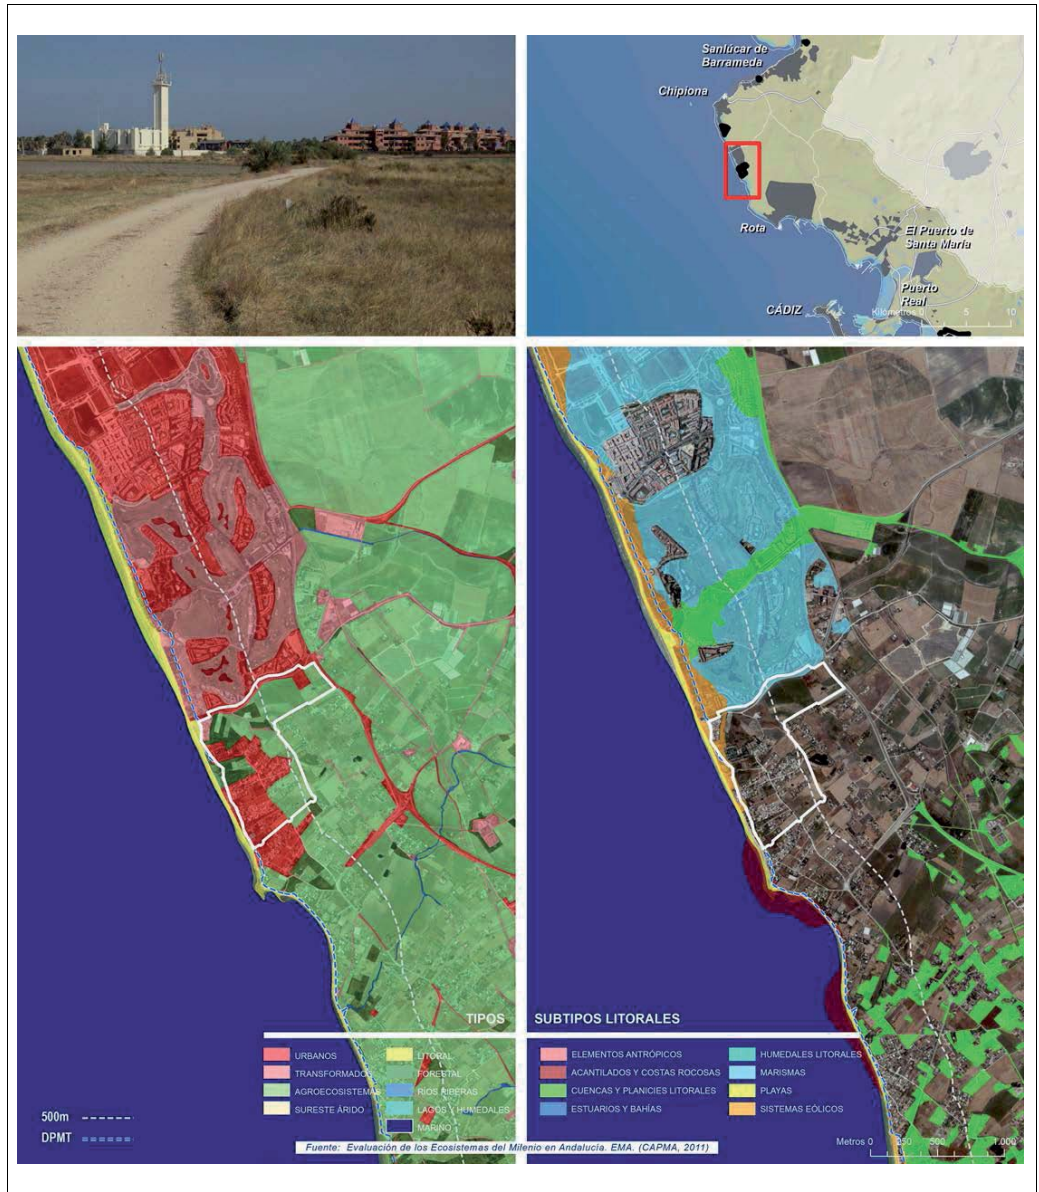 Sanlúcar de
Barrameda
Chipiona
Rota
El Puerto de
Santa María
Puerto
Real
CÁDIZ
Kilómetros 0 5 10
TIPOS
URBANOS
TRANSFORMADOS
AGROECOSISTEMAS
SURESTE ÁRIDO
LITORAL
FORESTAL
RÍOS RIBERAS
LAGOS Y HUMEDALES
MARINO
500m
DPMT
SUBTIPOS LITORALES
ELEMENTOS ANTRÓPICOS
ACANTILADOS Y COSTAS ROCOSAS
CUENCAS Y PLANICIES LITORALES
ESTUARIOS Y BAHÍAS
HUMEDALES LITORALES
MARISMAS
PLAYAS
SISTEMAS EÓLICOS
Metros 0 250 500 1.000
Fuente: Evaluación de los Ecosistemas del Milenio en Andalucía. EMA. (CAPMA, 2011)